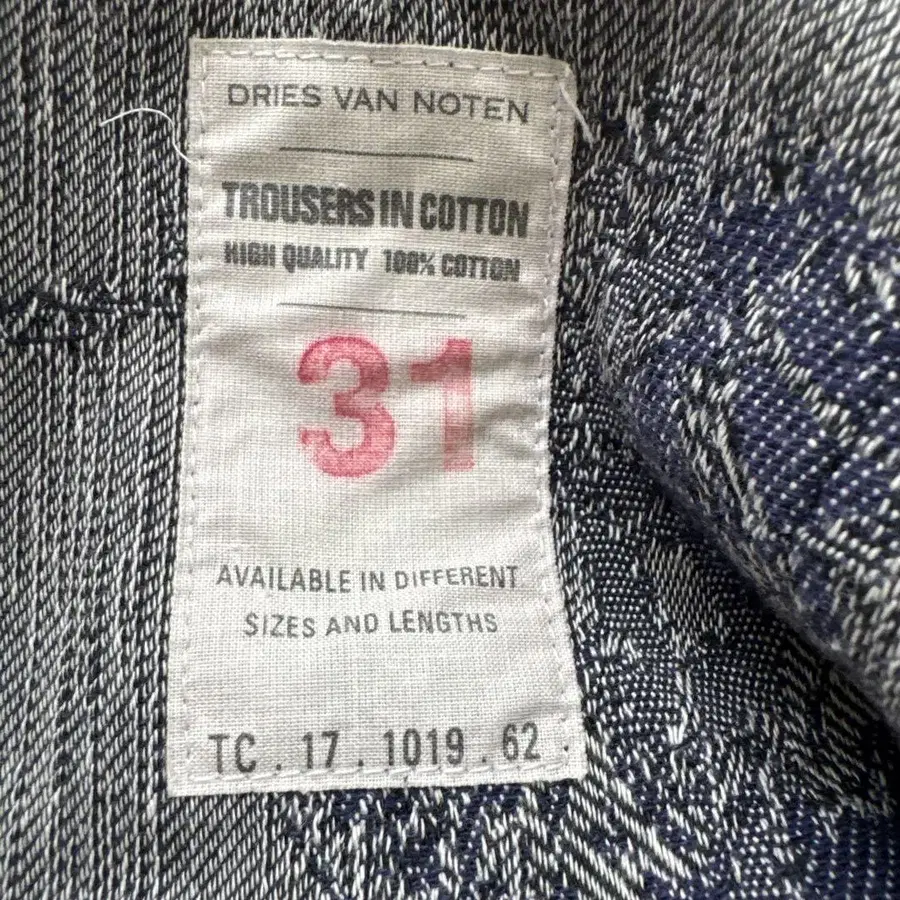 DRIES VAN NOTEN
TROUSERS IN COTTON
HIGH QUALITY 100% COTTON
31
AVAILABLE IN DIFFERENT
SIZES AND LENGTHS
TC . 17 . 1019 . 62 .